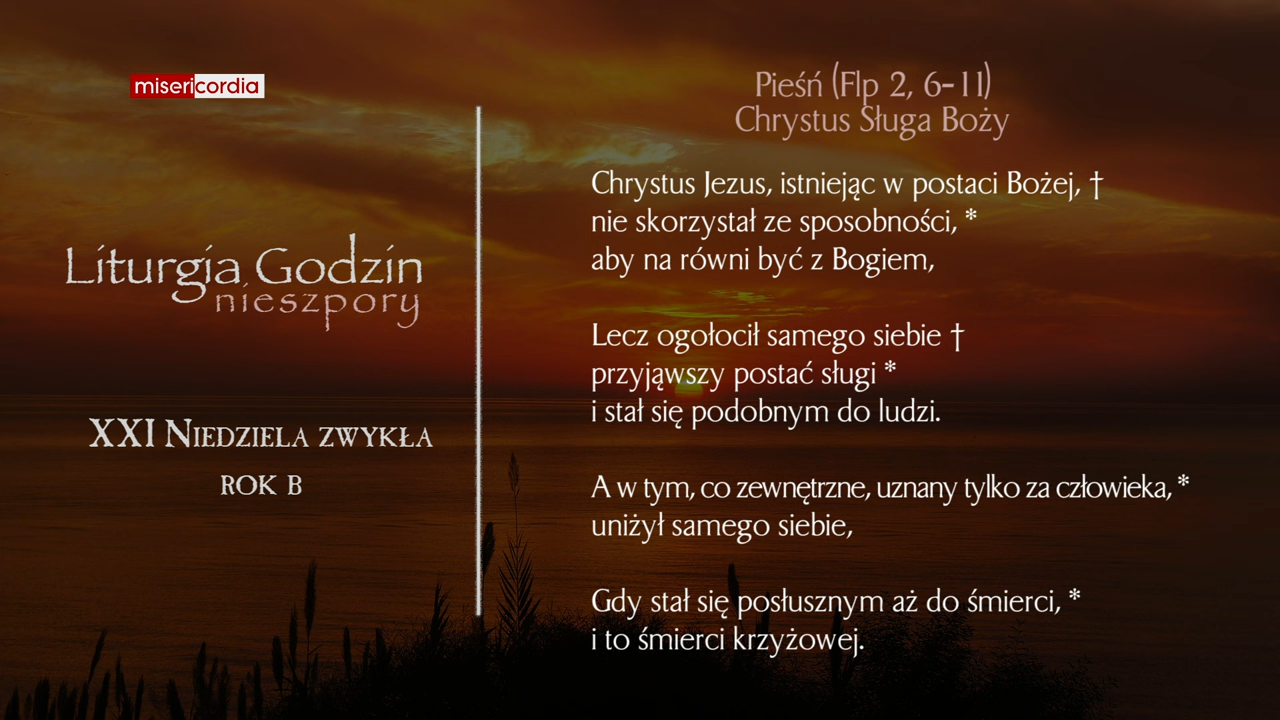 misericordia
Liturgia Godzin
nieszpory
XXI Niedziela zwykła
rok B
Pieśń (Flp 2, 6-11)
Chrystus Sługa Boży
Chrystus Jezus, istniejąc w postaci Bożej, †
nie skorzystał ze sposobności, *
aby na równi być z Bogiem,
Lecz ogołocił samego siebie †
przyjąwszy postać sługi *
i stał się podobnym do ludzi.
A w tym, co zewnętrzne, uznany tylko za człowieka, *
uniżył samego siebie,
Gdy stał się posłusznym aż do śmierci, *
i to śmierci krzyżowej.